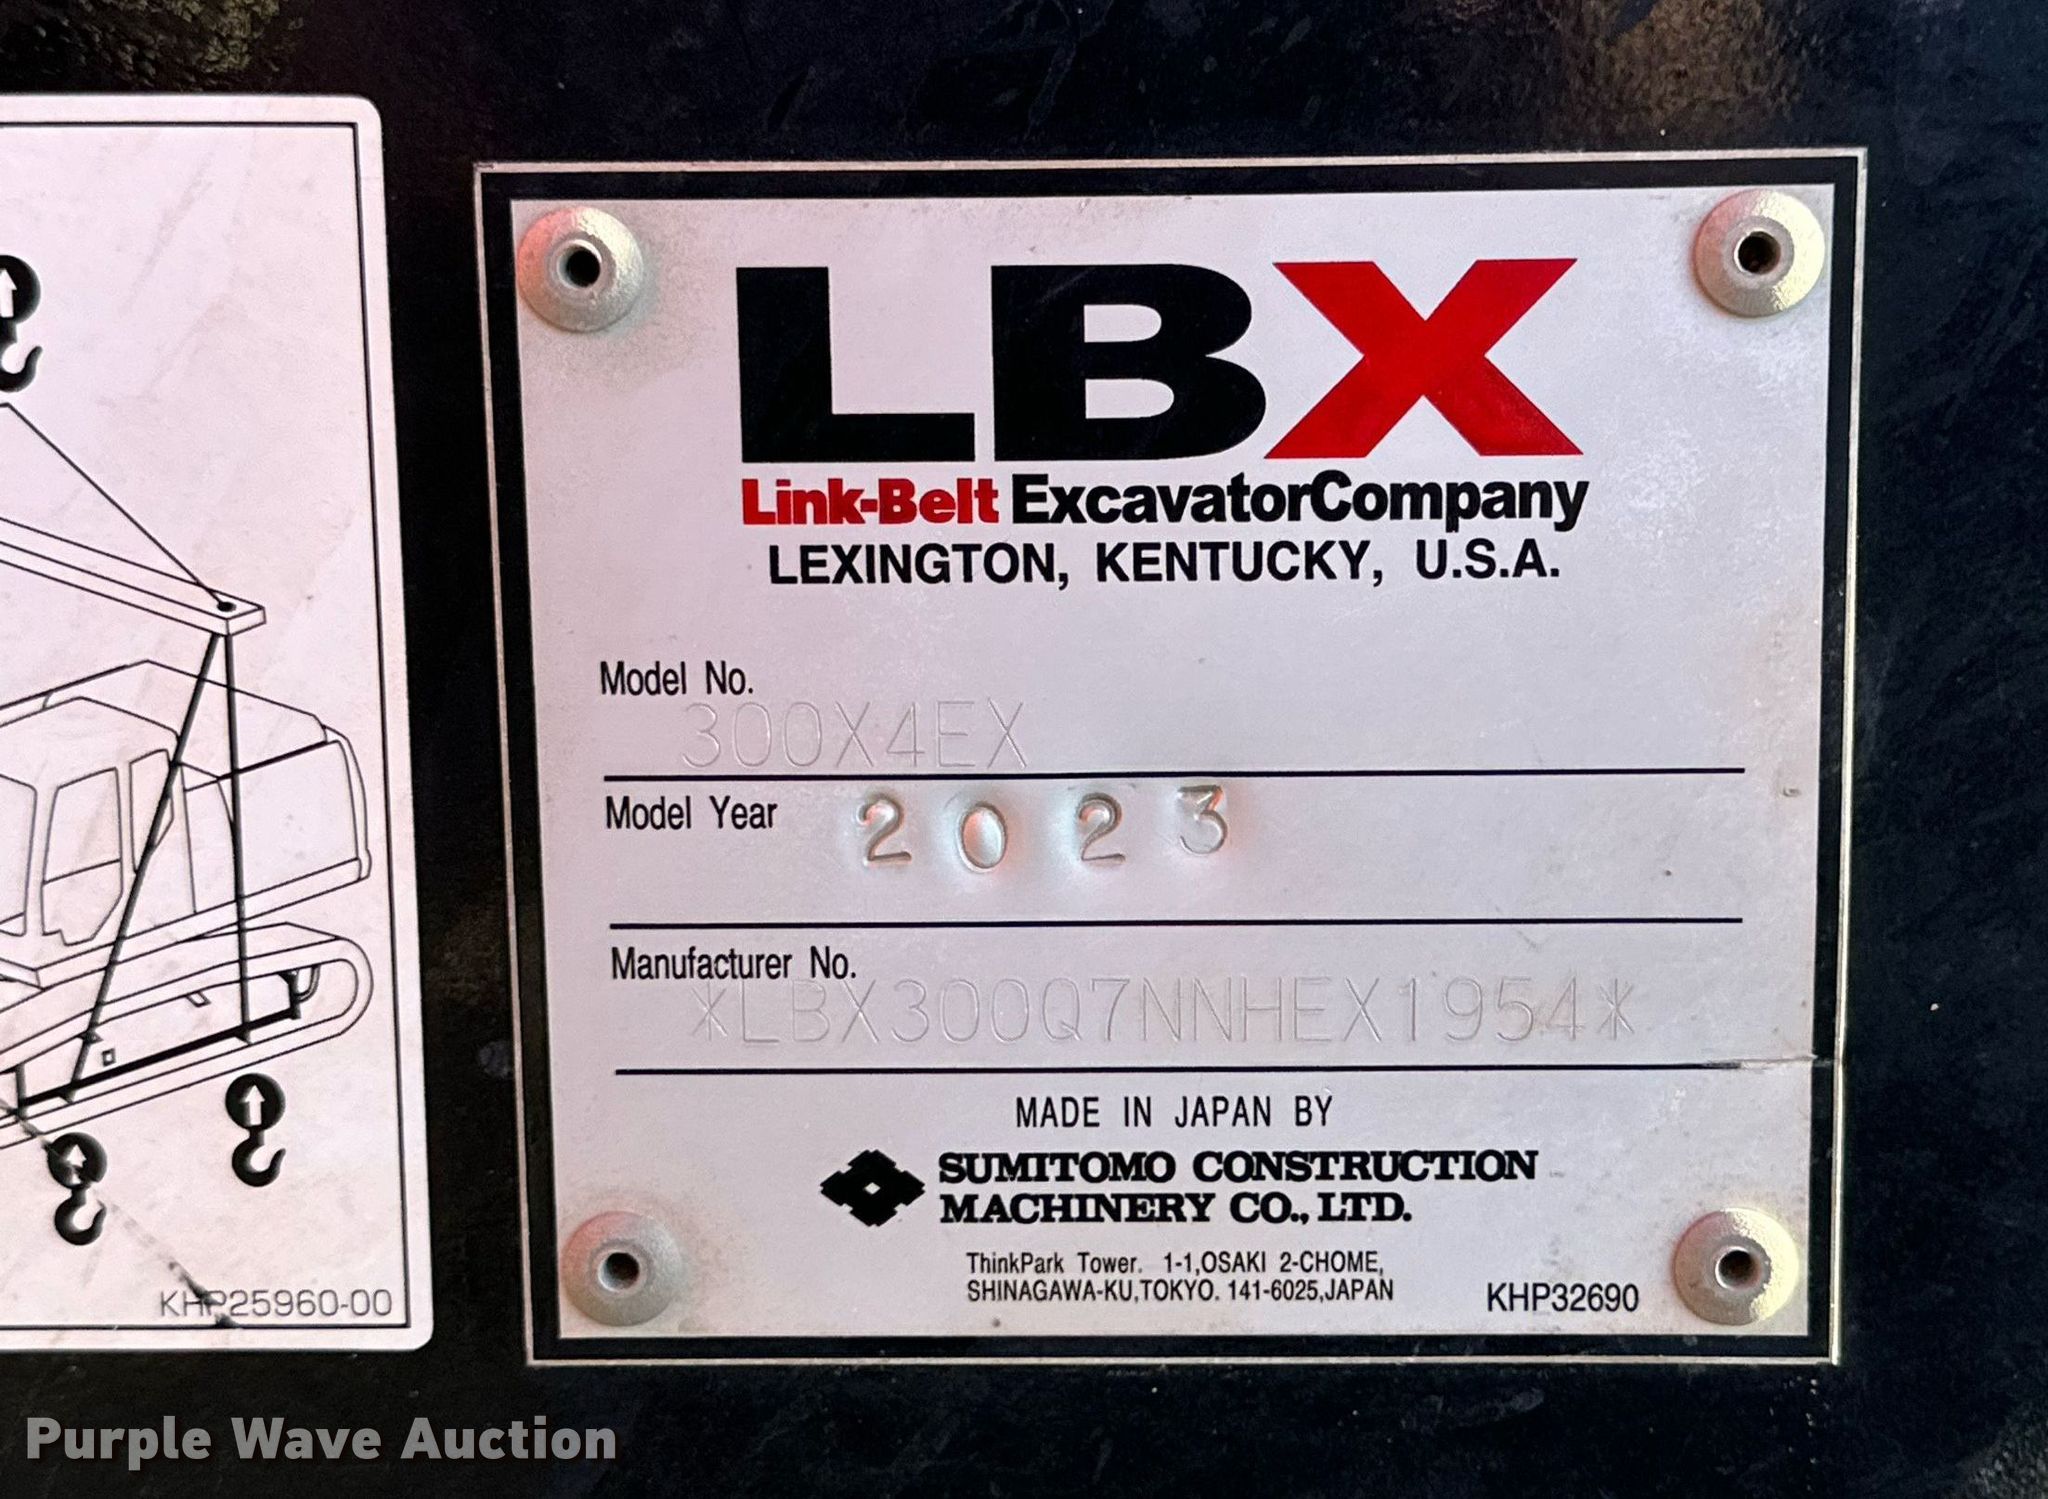 LBX
Link-Belt ExcavatorCompany
LEXINGTON, KENTUCKY, U.S.A.
Model No.
300X4EX
Model Year 2023
Manufacturer No.
*LBX300Q7NNHEX1954*
MADE IN JAPAN BY
SUMITOMO CONSTRUCTION
MACHINERY CO., LTD.
ThinkPark Tower. 1-1,OSAKI 2-CHOME,
SHINAGAWA-KU,TOKYO. 141-6025,JAPAN
KHP32690
KHP25960-00
Purple Wave Auction